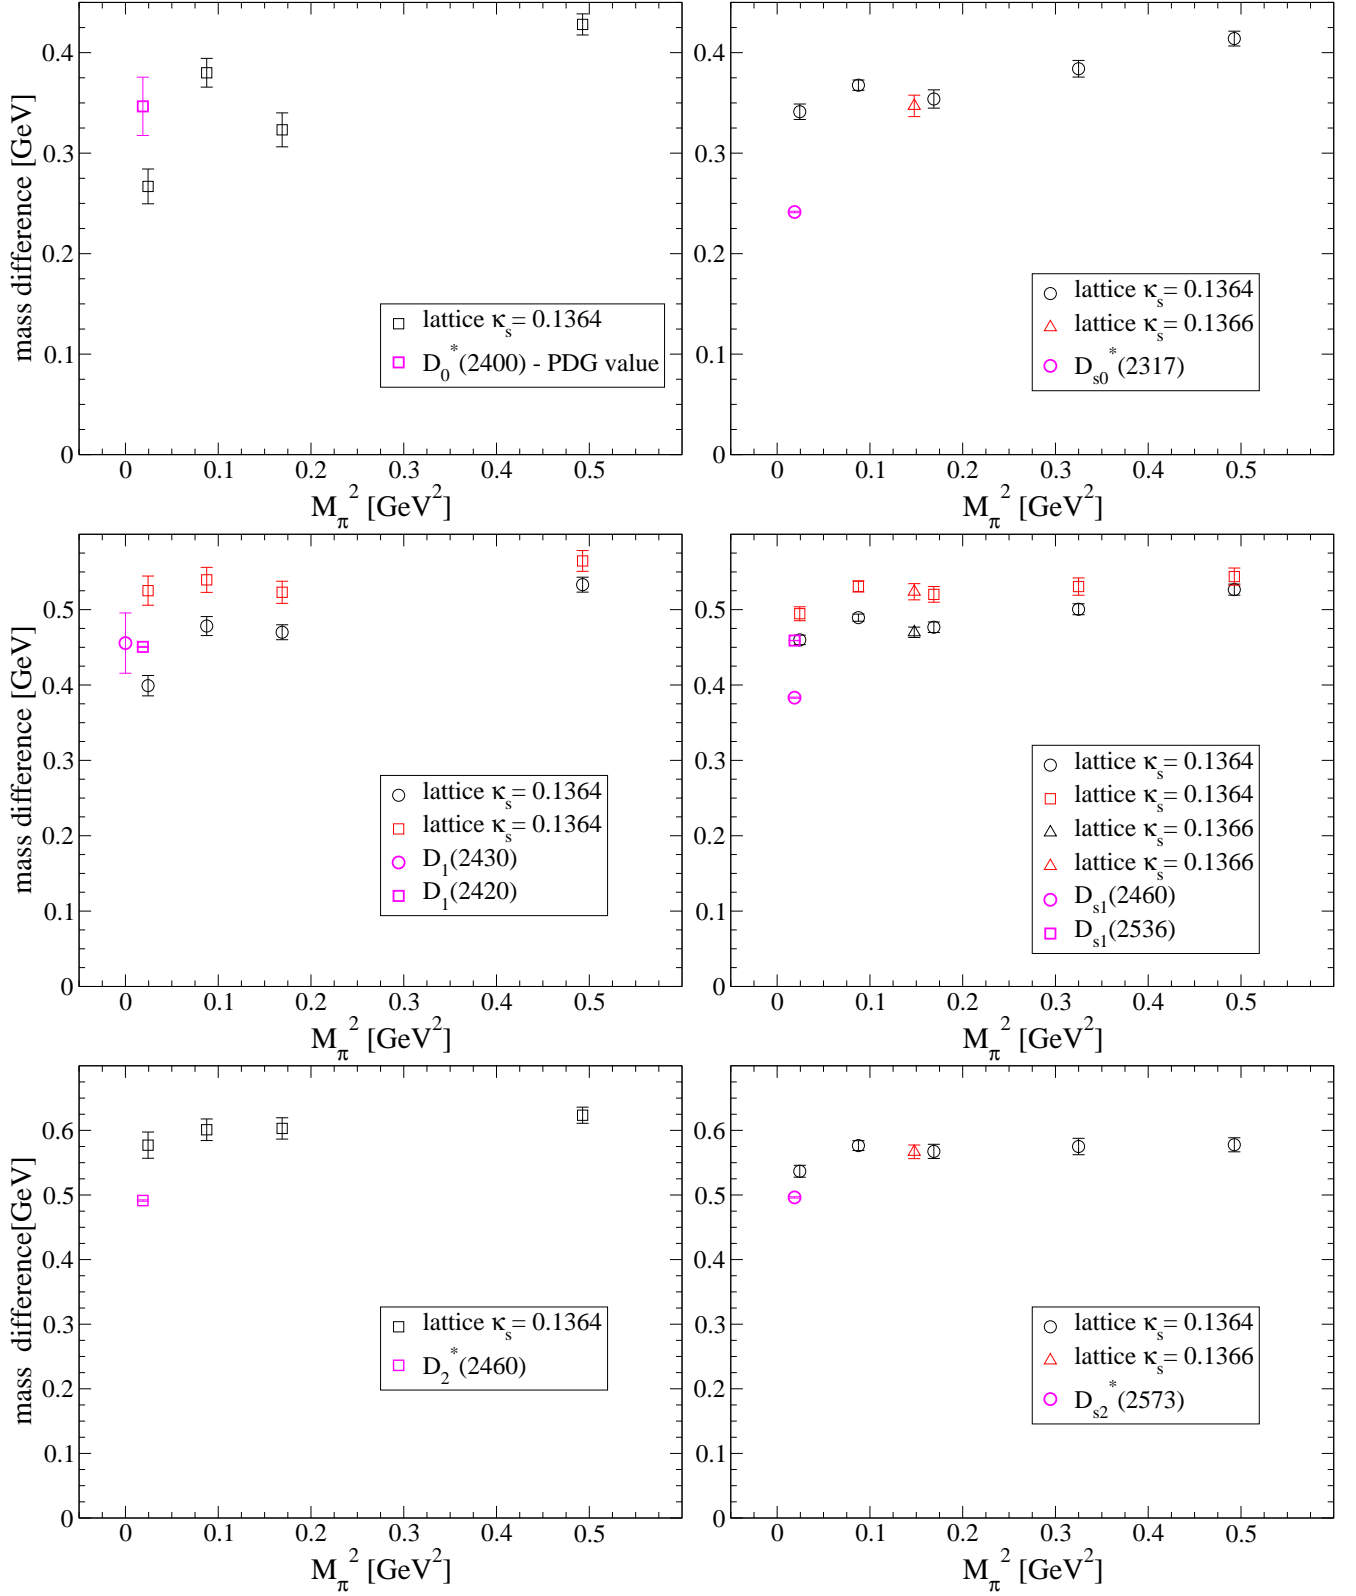 0.4
0.3
0.2
0.1
0
mass difference [GeV]
lattice κ_s= 0.1364
D_0^*(2400) - PDG value
0 0.1 0.2 0.3 0.4 0.5
M_π^2 [GeV^2]
0.4
0.3
0.2
0.1
0
lattice κ_s= 0.1364
lattice κ_s= 0.1366
D_s0^*(2317)
0 0.1 0.2 0.3 0.4 0.5
M_π^2 [GeV^2]
0.5
0.4
0.3
0.2
0.1
0
mass difference [GeV]
lattice κ_s= 0.1364
lattice κ_s= 0.1364
D_1(2430)
D_1(2420)
0 0.1 0.2 0.3 0.4 0.5
M_π^2 [GeV^2]
0.5
0.4
0.3
0.2
0.1
0
lattice κ_s= 0.1364
lattice κ_s= 0.1364
lattice κ_s= 0.1366
lattice κ_s= 0.1366
D_s1(2460)
D_s1(2536)
0 0.1 0.2 0.3 0.4 0.5
M_π^2 [GeV^2]
0.6
0.5
0.4
0.3
0.2
0.1
0
mass difference[GeV]
lattice κ_s= 0.1364
D_2^*(2460)
0 0.1 0.2 0.3 0.4 0.5
M_π^2 [GeV^2]
0.6
0.5
0.4
0.3
0.2
0.1
0
lattice κ_s= 0.1364
lattice κ_s= 0.1366
D_s2^*(2573)
0 0.1 0.2 0.3 0.4 0.5
M_π^2 [GeV^2]